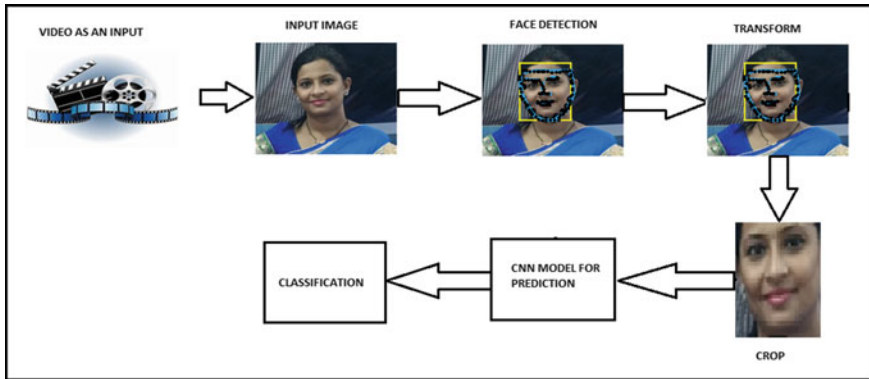 VIDEO AS AN INPUT
INPUT IMAGE
FACE DETECTION
TRANSFORM
CROP
CNN MODEL FOR
PREDICTION
CLASSIFICATION